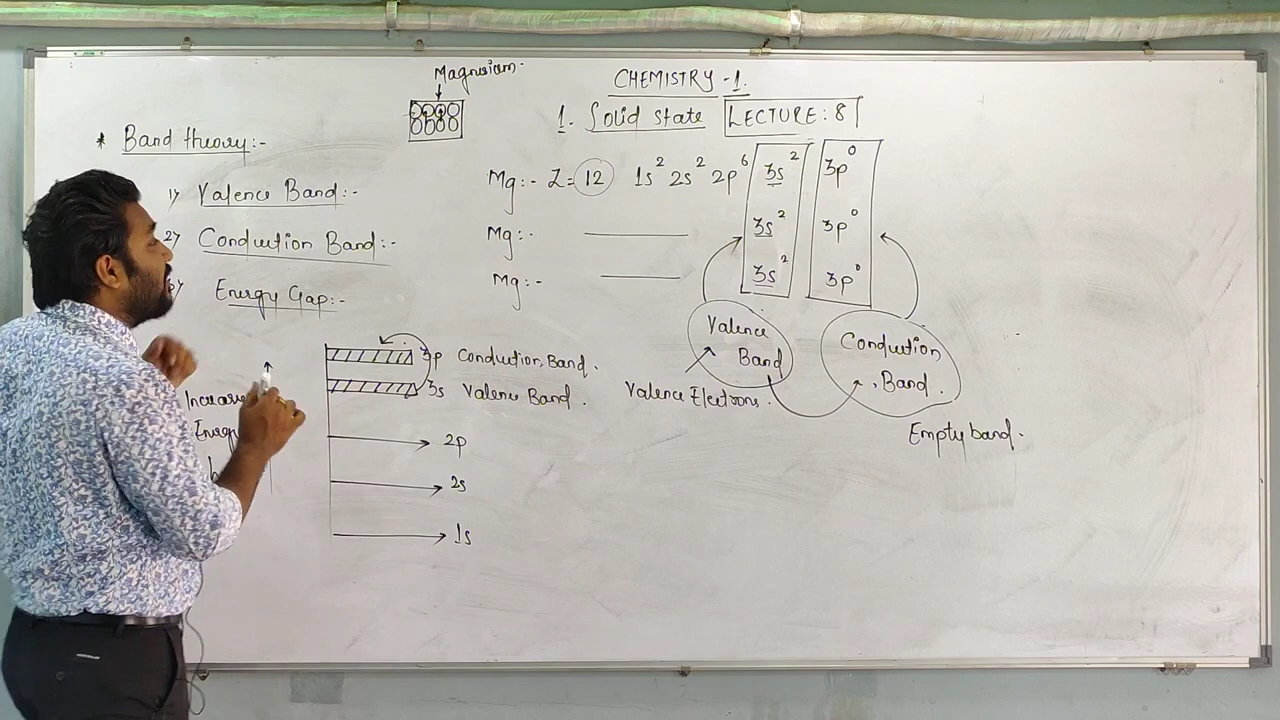 Magnesium.
CHEMISTRY -1.
1. Solid state LECTURE: 8
* Band theory:-
1) Valence Band:-
2) Conduction Band:-
Energy Gap:-
Mg:- Z=12 1s² 2s² 2p⁶ 3s² 3p⁰
Mg:- 3s² 3p⁰
Mg:- 3s² 3p⁰
Valence
Band
Conduction
Band.
Valence Electrons.
Empty band.
3p Conduction Band.
3s Valence Band.
2p
2s
1s